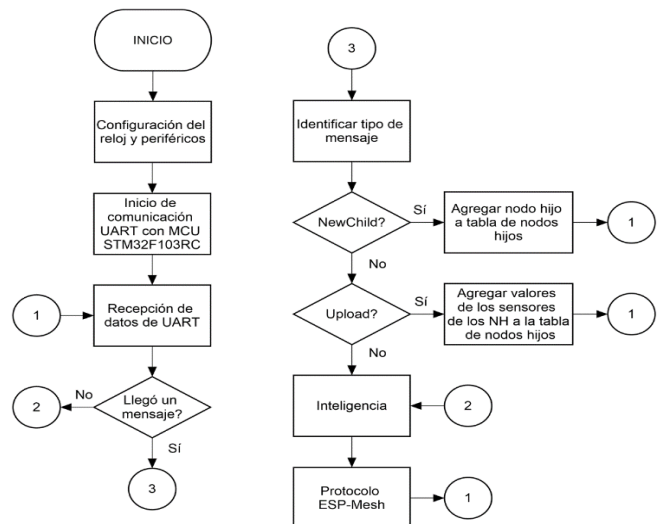 INICIO
Configuración del
reloj y periféricos
Inicio de
comunicación
UART con MCU
STM32F103RC
1
Recepción de
datos de UART
2
No
Llegó un
mensaje?
Sí
3
3
Identificar tipo de
mensaje
NewChild?
Sí
Agregar nodo hijo
a tabla de nodos
hijos
1
No
Upload?
Sí
Agregar valores
de los sensores
de los NH a la tabla
de nodos hijos
1
No
Inteligencia
2
Protocolo
ESP-Mesh
1